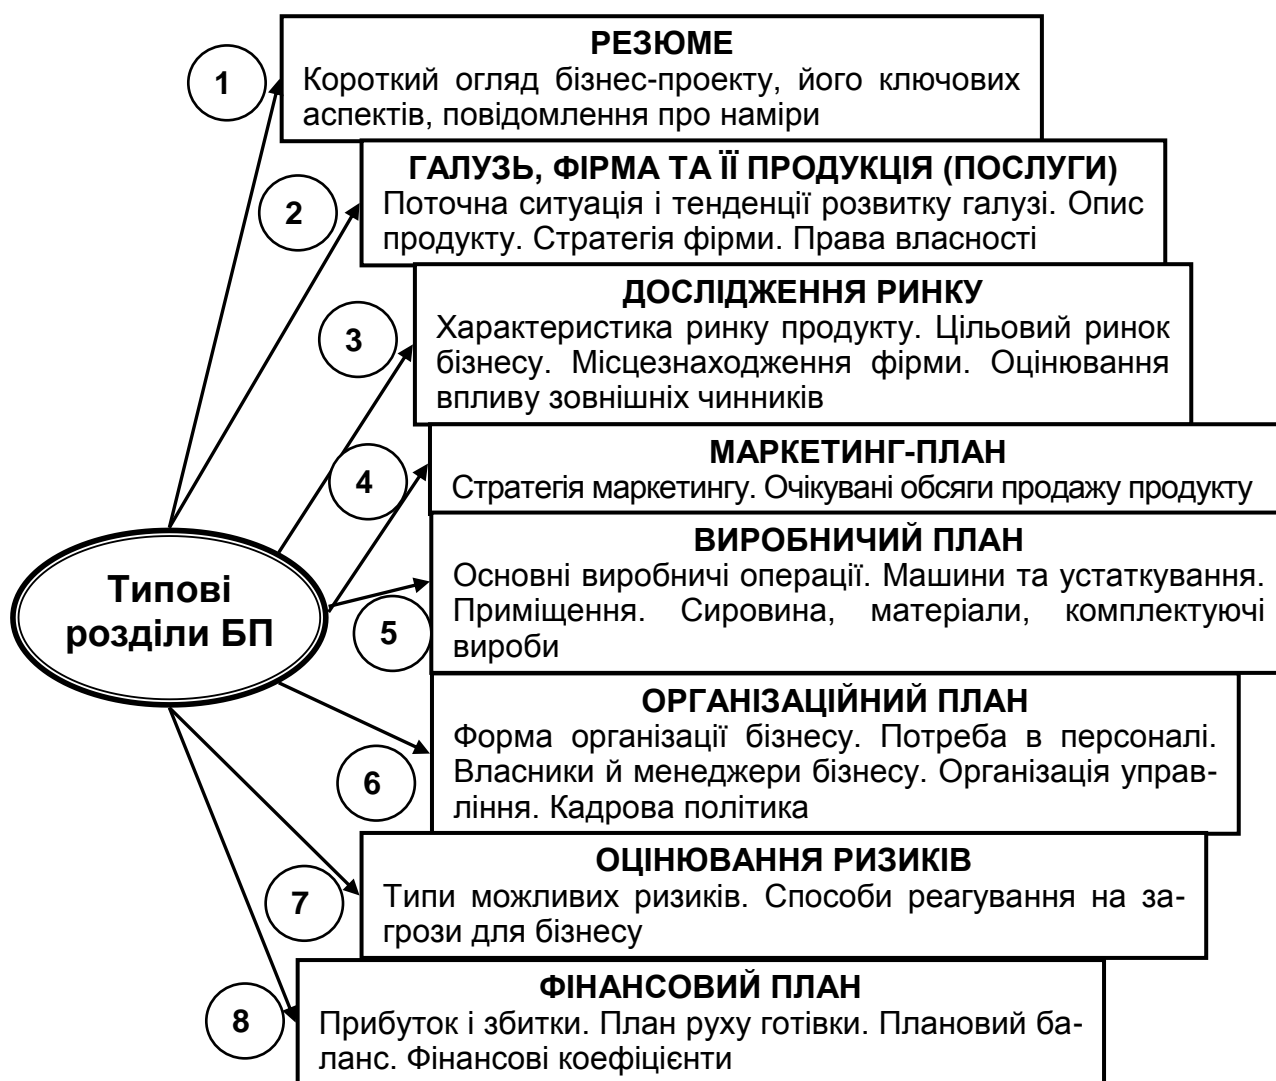 1
РЕЗЮМЕ
Короткий огляд бізнес-проекту, його ключових
аспектів, повідомлення про наміри
2
ГАЛУЗЬ, ФІРМА ТА ЇЇ ПРОДУКЦІЯ (ПОСЛУГИ)
Поточна ситуація і тенденції розвитку галузі. Опис
продукту. Стратегія фірми. Права власності
3
ДОСЛІДЖЕННЯ РИНКУ
Характеристика ринку продукту. Цільовий ринок
бізнесу. Місцезнаходження фірми. Оцінювання
впливу зовнішніх чинників
4
МАРКЕТИНГ-ПЛАН
Стратегія маркетингу. Очікувані обсяги продажу продукту
Типові
розділи БП
5
ВИРОБНИЧИЙ ПЛАН
Основні виробничі операції. Машини та устаткування.
Приміщення. Сировина, матеріали, комплектуючі
вироби
6
ОРГАНІЗАЦІЙНИЙ ПЛАН
Форма організації бізнесу. Потреба в персоналі.
Власники й менеджери бізнесу. Організація управ-
ління. Кадрова політика
7
ОЦІНЮВАННЯ РИЗИКІВ
Типи можливих ризиків. Способи реагування на за-
грози для бізнесу
8
ФІНАНСОВИЙ ПЛАН
Прибуток і збитки. План руху готівки. Плановий ба-
ланс. Фінансові коефіцієнти